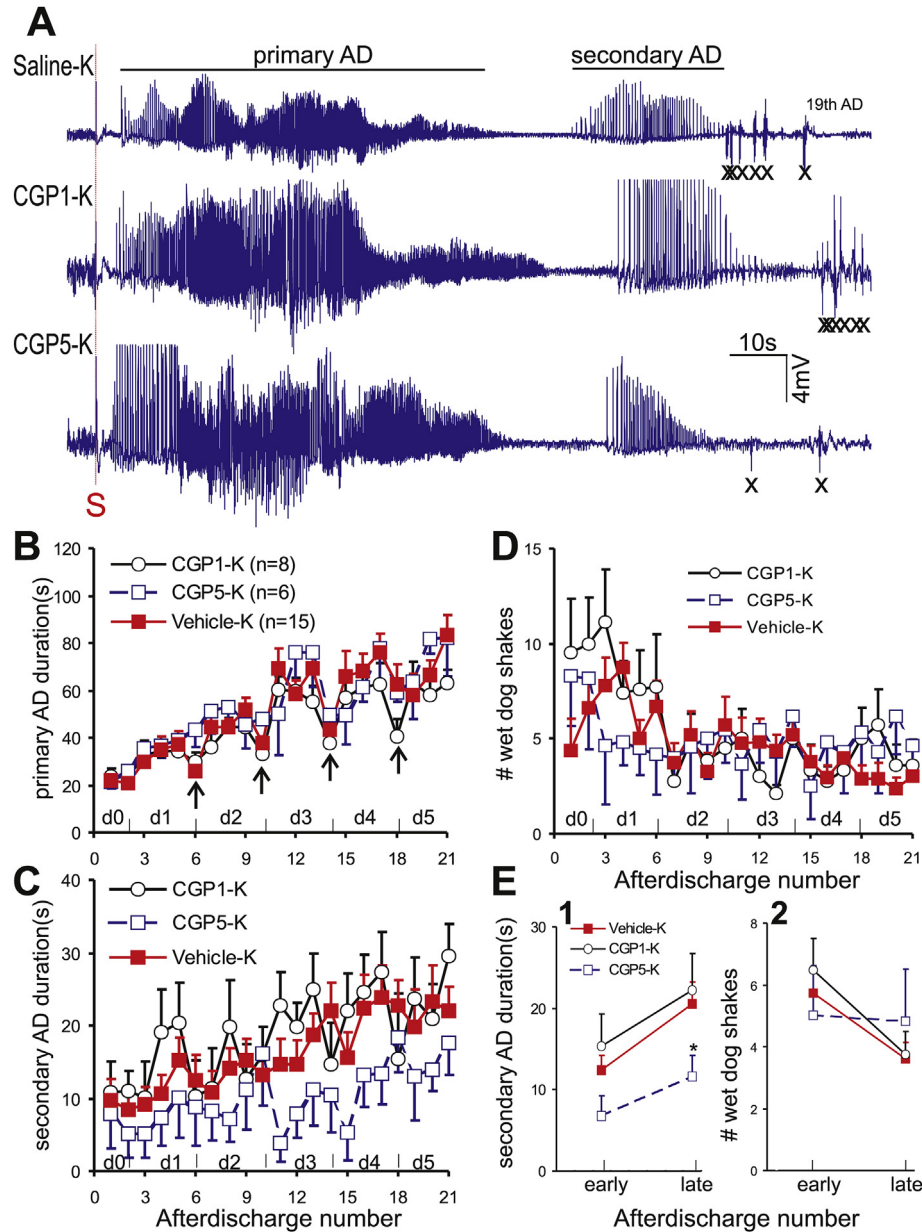 A
Saline-K
primary AD
secondary AD
19th AD
XXXXX X
CGP1-K
XXXXXXX
CGP5-K
10s
4mV
X X
S
B
primary AD duration(s)
120
100
80
60
40
20
0
CGP1-K (n=8)
CGP5-K (n=6)
Vehicle-K (n=15)
d0 d1 d2 d3 d4 d5
0 3 6 9 12 15 18 21
Afterdischarge number
D
# wet dog shakes
15
10
5
0
CGP1-K
CGP5-K
Vehicle-K
d0 d1 d2 d3 d4 d5
0 3 6 9 12 15 18 21
Afterdischarge number
C
secondary AD duration(s)
40
30
20
10
0
CGP1-K
CGP5-K
Vehicle-K
d0 d1 d2 d3 d4 d5
0 3 6 9 12 15 18 21
Afterdischarge number
E
1
secondary AD duration(s)
30
20
10
0
Vehicle-K
CGP1-K
CGP5-K
*
early late
2
# wet dog shakes
8
6
4
2
0
early late
Afterdischarge number